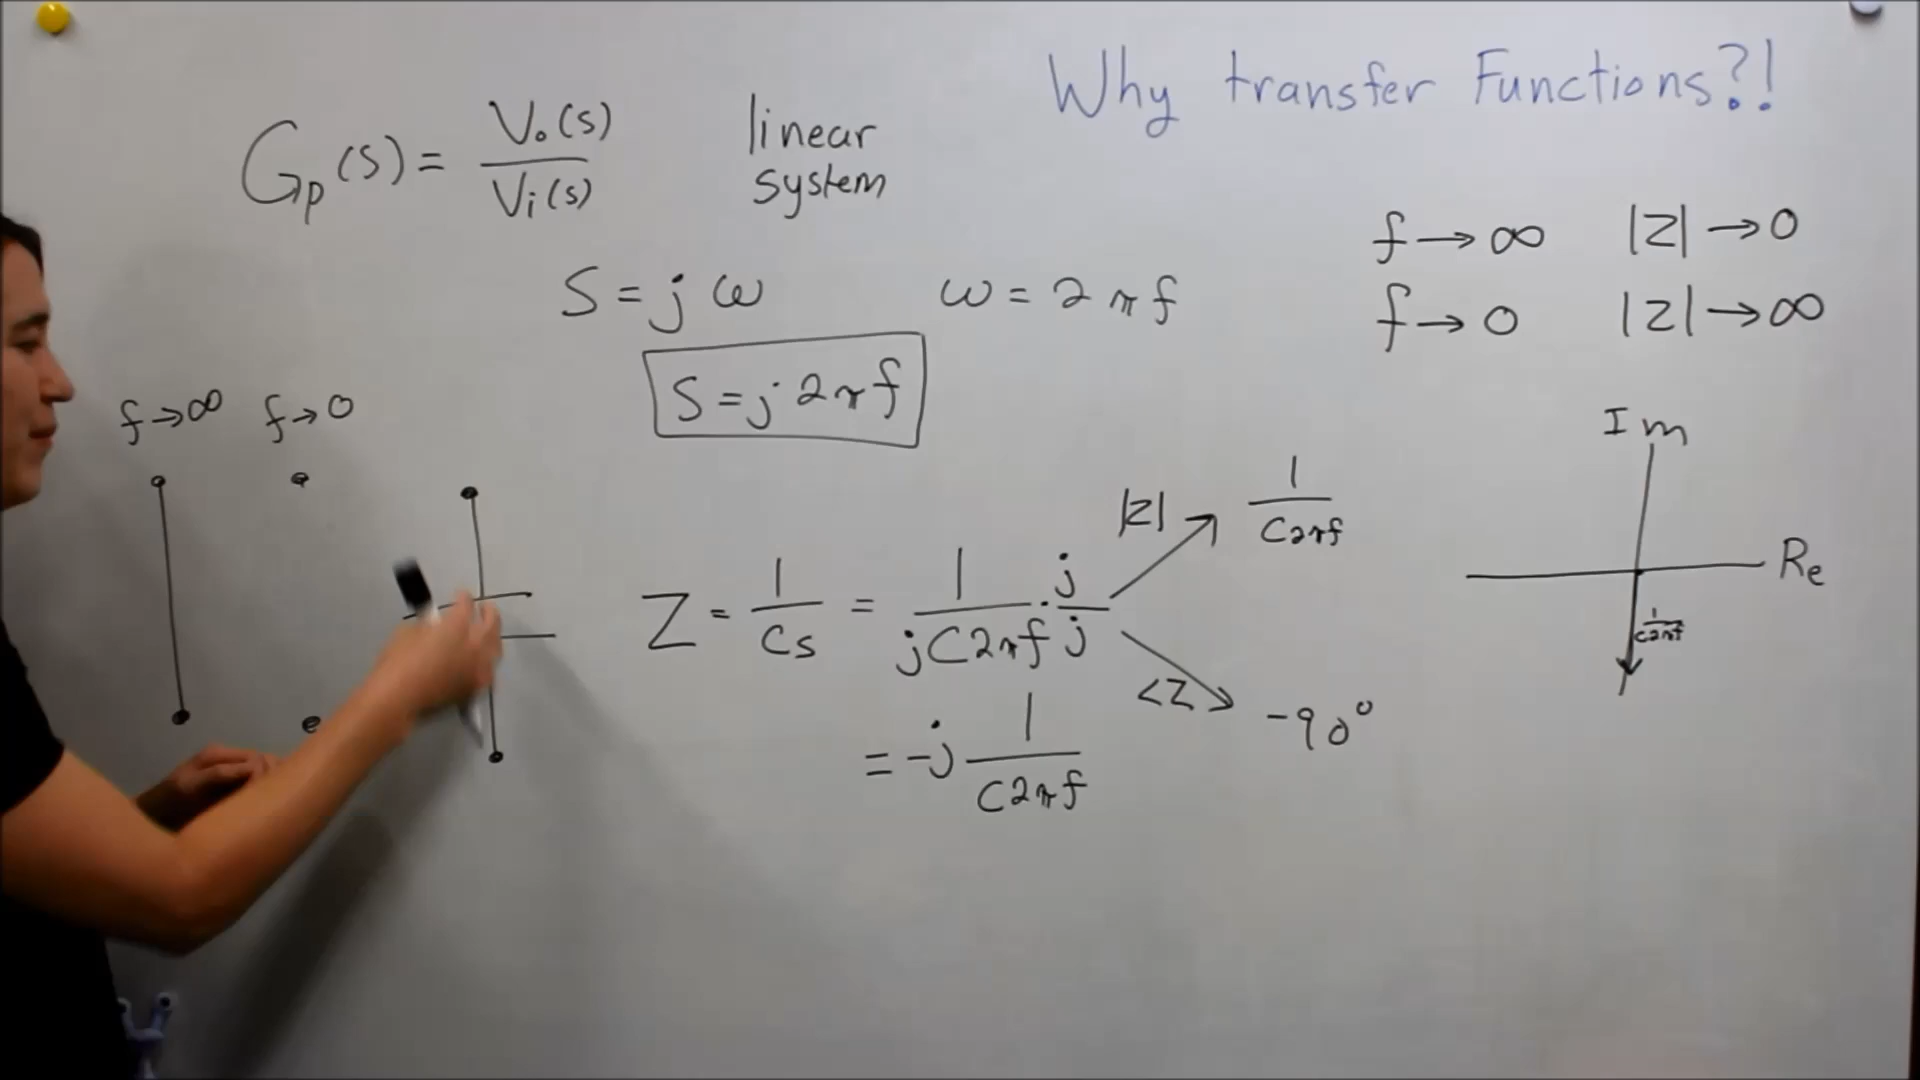 Why transfer Functions?!
Gp(s) = Vo(s) / Vi(s)
linear
system
f → ∞ |Z| → 0
f → 0 |Z| → ∞
S = jω ω = 2πf
S = j2πf
f→∞ f→0
Z = 1/Cs = 1/jC2πf · j/j
|Z| 1/C2πf
<Z -90°
= -j 1/C2πf
Im
Re
1/C2πf